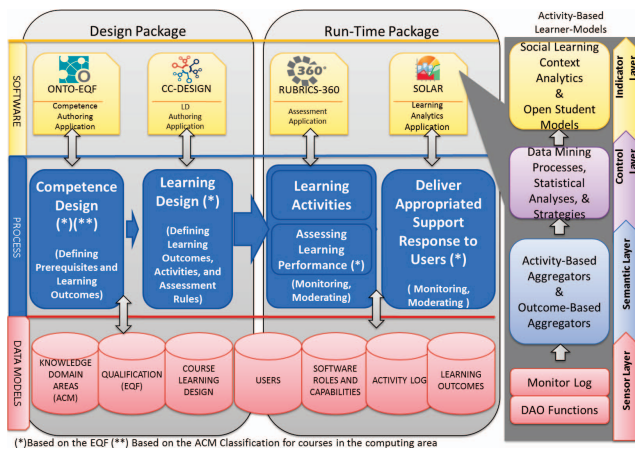 Design Package
Run-Time Package
Activity-Based
Learner-Models
SOFTWARE
ONTO-EQF
Competence
Authoring
Application
CC-DESIGN
LD
Authoring
Application
360°
RUBRICS-360
Assessment
Application
SOLAR
Learning
Analytics
Application
Social Learning
Context
Analytics
&
Open Student
Models
Indicator
Layer
PROCESS
Competence
Design
(*)(**)
(Defining
Prerequisites and
Learning
Outcomes)
Learning
Design (*)
(Defining
Learning
Outcomes,
Activities, and
Assessment
Rules)
Learning
Activities
Assessing
Learning
Performance (*)
(Monitoring,
Moderating)
Deliver
Appropriated
Support
Response to
Users (*)
( Monitoring,
Moderating )
Data Mining
Processes,
Statistical
Analyses, &
Strategies
Control
Layer
Activity-Based
Aggregators
&
Outcome-Based
Aggregators
Semantic Layer
DATA MODELS
KNOWLEDGE
DOMAIN
AREAS
(ACM)
QUALIFICATION
(EQF)
COURSE
LEARNING
DESIGN
USERS
SOFTWARE
ROLES AND
CAPABILITIES
ACTIVITY LOG
LEARNING
OUTCOMES
Monitor Log
DAO Functions
Sensor Layer
(*)Based on the EQF (**) Based on the ACM Classification for courses in the computing area